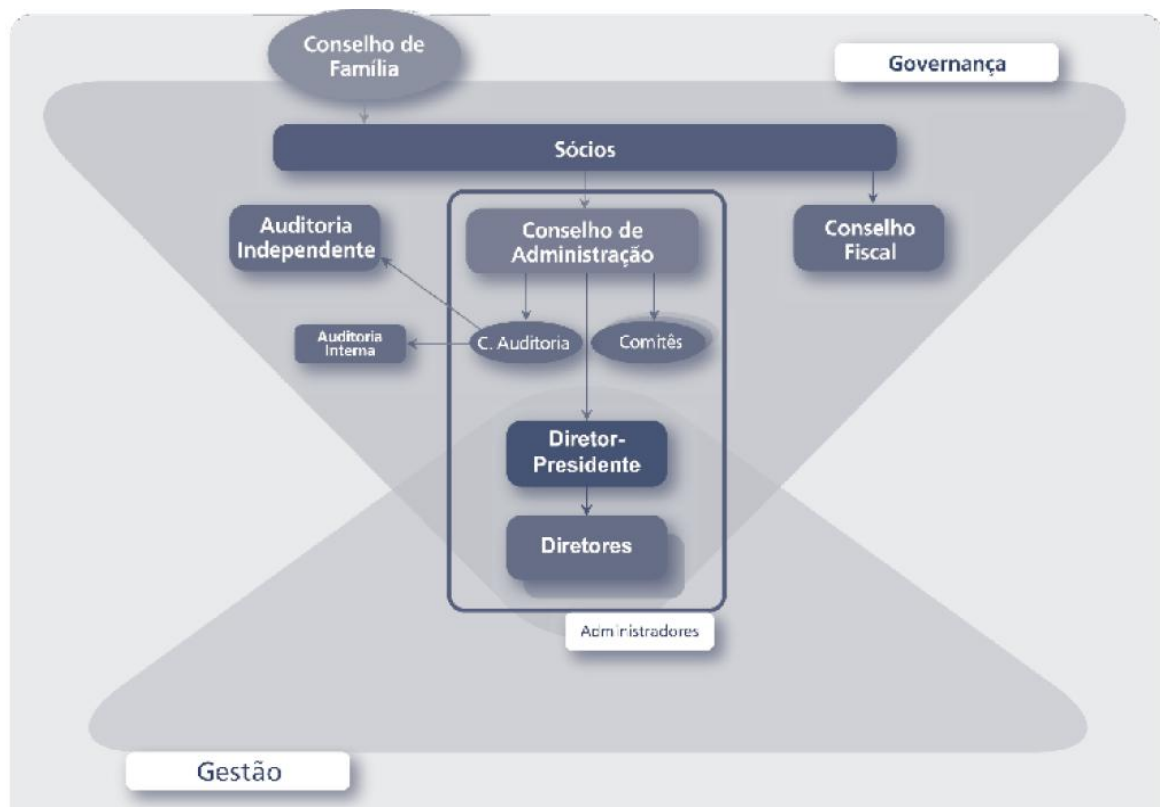 Conselho de
Família
Governança
Sócios
Auditoria
Independente
Conselho de
Administração
Conselho
Fiscal
Auditoria
Interna
C. Auditoria
Comitês
Diretor-
Presidente
Diretores
Administradores
Gestão